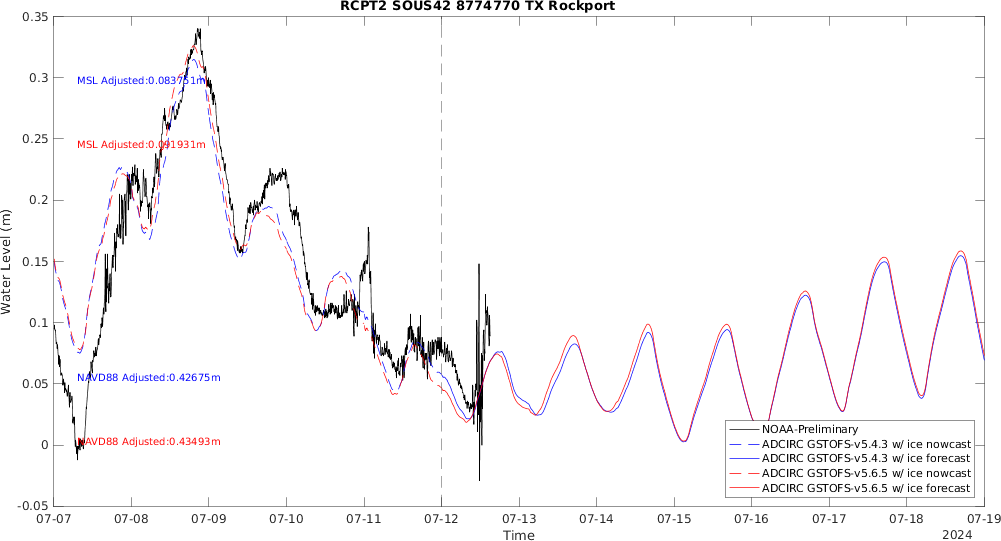 RCPT2 SOUS42 8774770 TX Rockport
0.35
0.3
0.25
0.2
0.15
0.1
0.05
0
-0.05
Water Level (m)
MSL Adjusted:0.083751m
MSL Adjusted:0.091931m
NAVD88 Adjusted:0.42675m
NAVD88 Adjusted:0.43493m
NOAA-Preliminary
ADCIRC GSTOFS-v5.4.3 w/ ice nowcast
ADCIRC GSTOFS-v5.4.3 w/ ice forecast
ADCIRC GSTOFS-v5.6.5 w/ ice nowcast
ADCIRC GSTOFS-v5.6.5 w/ ice forecast
07-07 07-08 07-09 07-10 07-11 07-12 07-13 07-14 07-15 07-16 07-17 07-18 07-19
Time
2024